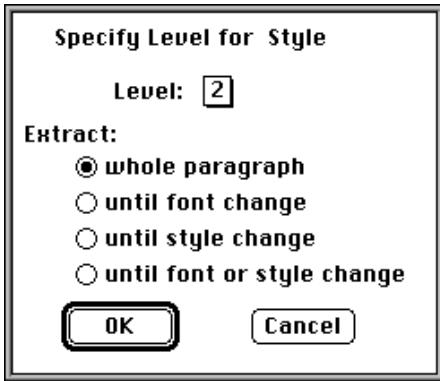 Specify Level for Style
Level: 2
Extract:
whole paragraph
until font change
until style change
until font or style change
OK Cancel